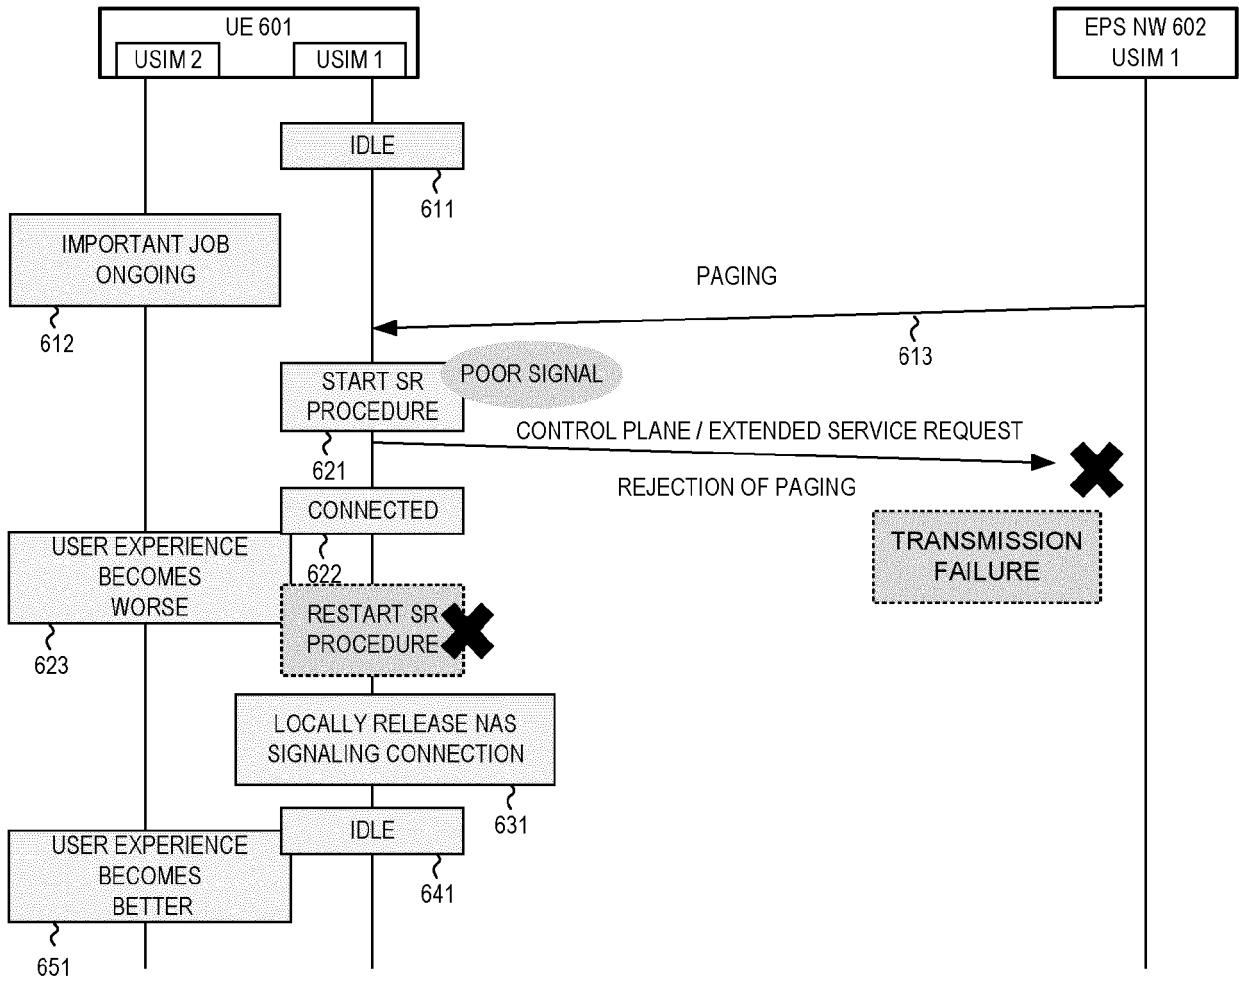 UE 601
USIM 2
USIM 1
EPS NW 602
USIM 1
IDLE
611
IMPORTANT JOB
ONGOING
612
PAGING
613
START SR
PROCEDURE
POOR SIGNAL
621
CONTROL PLANE / EXTENDED SERVICE REQUEST
REJECTION OF PAGING
CONNECTED
622
TRANSMISSION
FAILURE
USER EXPERIENCE
BECOMES
WORSE
623
RESTART SR
PROCEDURE
LOCALLY RELEASE NAS
SIGNALING CONNECTION
631
IDLE
641
USER EXPERIENCE
BECOMES
BETTER
651